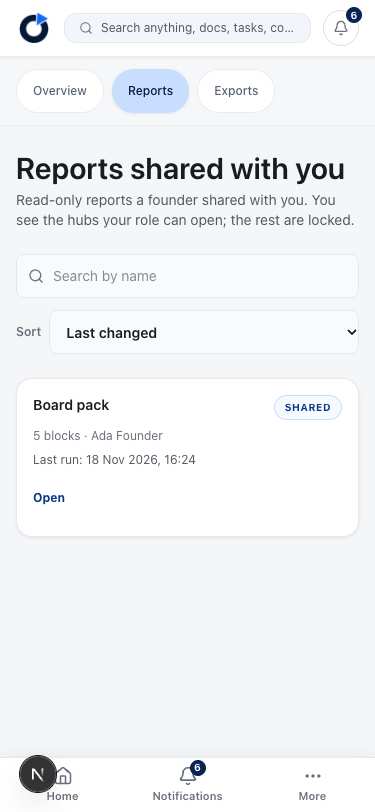 Search anything, docs, tasks, co...
6
Overview
Reports
Exports
Reports shared with you
Read-only reports a founder shared with you. You
see the hubs your role can open; the rest are locked.
Search by name
Sort
Last changed
Board pack
SHARED
5 blocks · Ada Founder
Last run: 18 Nov 2026, 16:24
Open
N
6
Home
Notifications
More